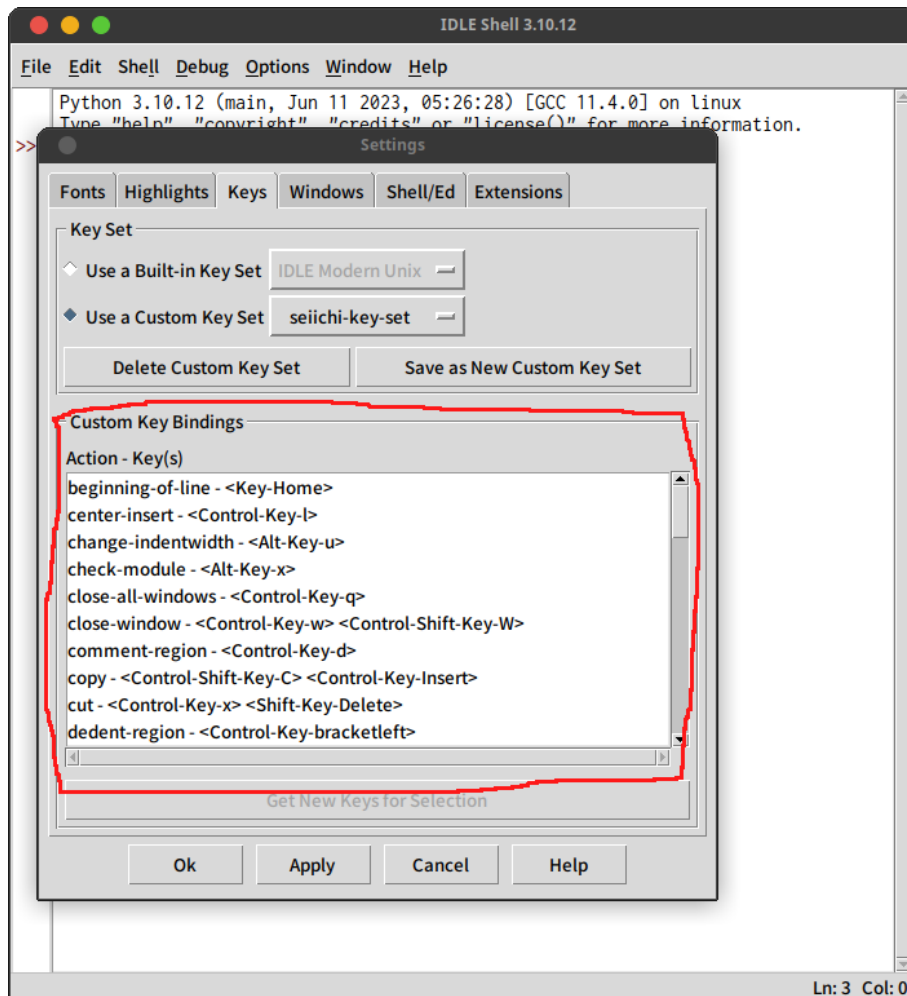 IDLE Shell 3.10.12
File Edit Shell Debug Options Window Help
Python 3.10.12 (main, Jun 11 2023, 05:26:28) [GCC 11.4.0] on linux
Type "help", "copyright", "credits" or "license()" for more information.
>>
Settings
Fonts Highlights Keys Windows Shell/Ed Extensions
Key Set
Use a Built-in Key Set IDLE Modern Unix
Use a Custom Key Set seiichi-key-set
Delete Custom Key Set Save as New Custom Key Set
Custom Key Bindings
Action - Key(s)
beginning-of-line - <Key-Home>
center-insert - <Control-Key-l>
change-indentwidth - <Alt-Key-u>
check-module - <Alt-Key-x>
close-all-windows - <Control-Key-q>
close-window - <Control-Key-w> <Control-Shift-Key-W>
comment-region - <Control-Key-d>
copy - <Control-Shift-Key-C> <Control-Key-Insert>
cut - <Control-Key-x> <Shift-Key-Delete>
dedent-region - <Control-Key-bracketleft>
Get New Keys for Selection
Ok Apply Cancel Help
Ln: 3 Col: 0